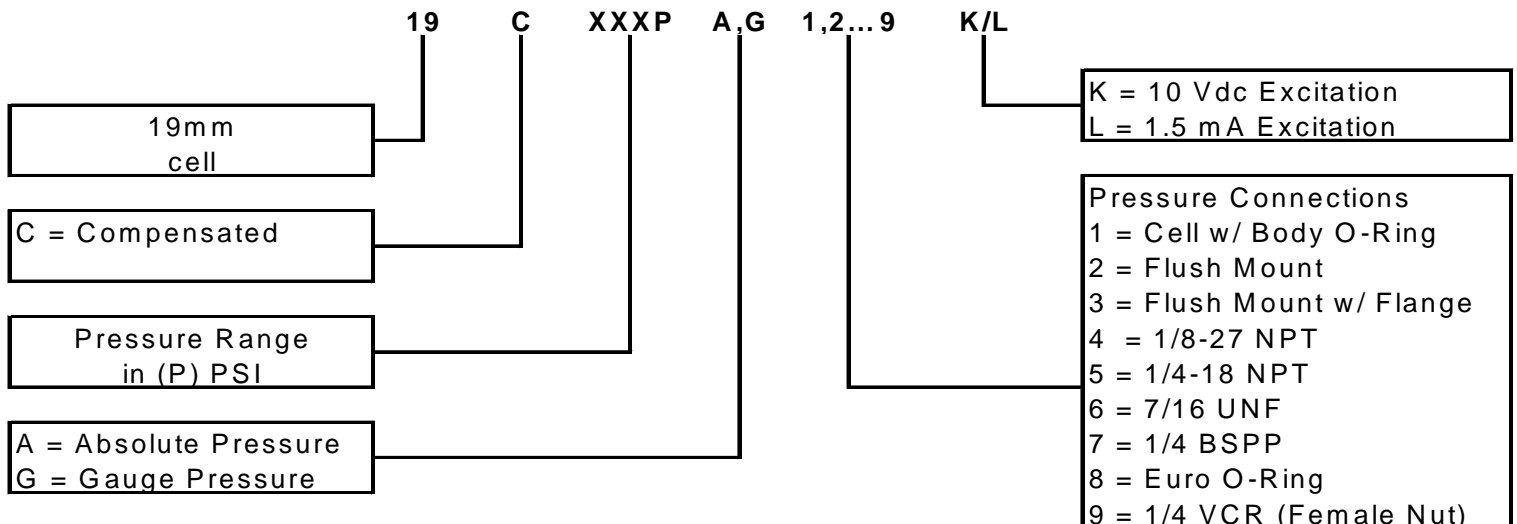 19 C XXXP A,G 1,2...9 K/L
19mm
cell
C = Compensated
Pressure Range
in (P) PSI
A = Absolute Pressure
G = Gauge Pressure
K = 10 Vdc Excitation
L = 1.5 mA Excitation
Pressure Connections
1 = Cell w/ Body O-Ring
2 = Flush Mount
3 = Flush Mount w/ Flange
4 = 1/8-27 NPT
5 = 1/4-18 NPT
6 = 7/16 UNF
7 = 1/4 BSPP
8 = Euro O-Ring
9 = 1/4 VCR (Female Nut)